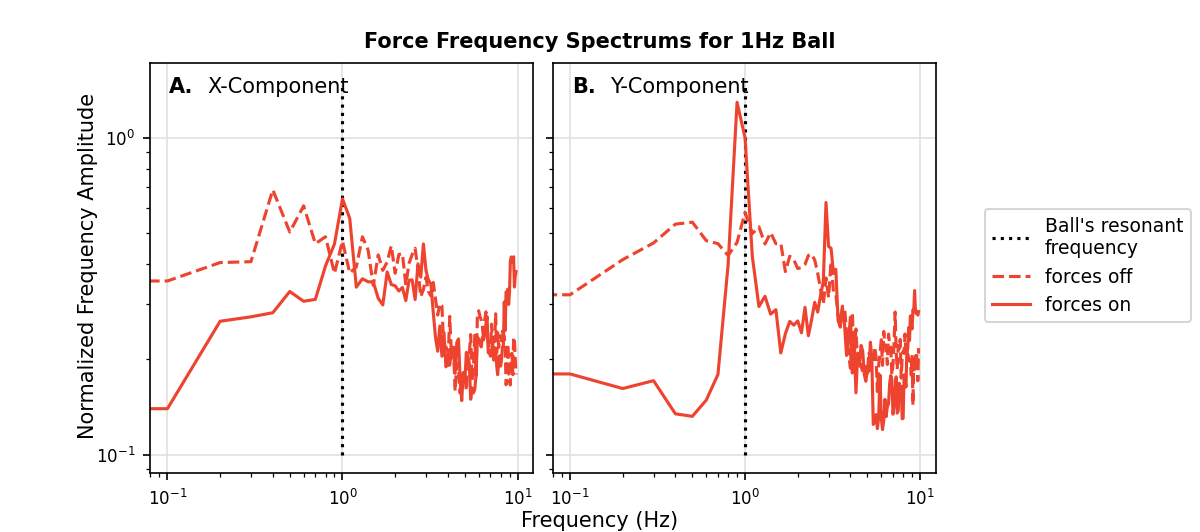 Force Frequency Spectrums for 1Hz Ball
A. X-Component
B. Y-Component
Normalized Frequency Amplitude
10⁰
10⁻¹
10⁻¹ 10⁰ 10¹
10⁻¹ 10⁰ 10¹
Frequency (Hz)
Ball's resonant
frequency
forces off
forces on